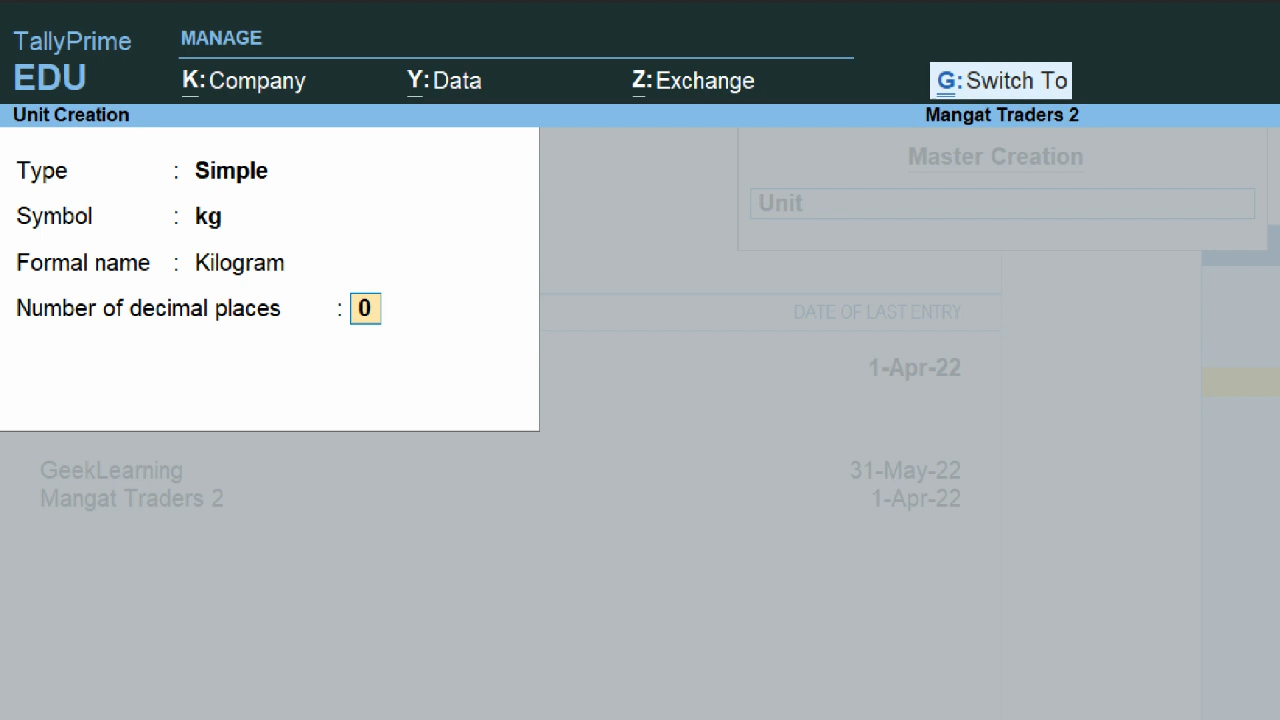 TallyPrime
EDU
MANAGE
K: Company
Y: Data
Z: Exchange
G: Switch To
Unit Creation
Mangat Traders 2
Type : Simple
Symbol : kg
Formal name : Kilogram
Number of decimal places : 0
Master Creation
Unit
DATE OF LAST ENTRY
1-Apr-22
GeekLearning 31-May-22
Mangat Traders 2 1-Apr-22